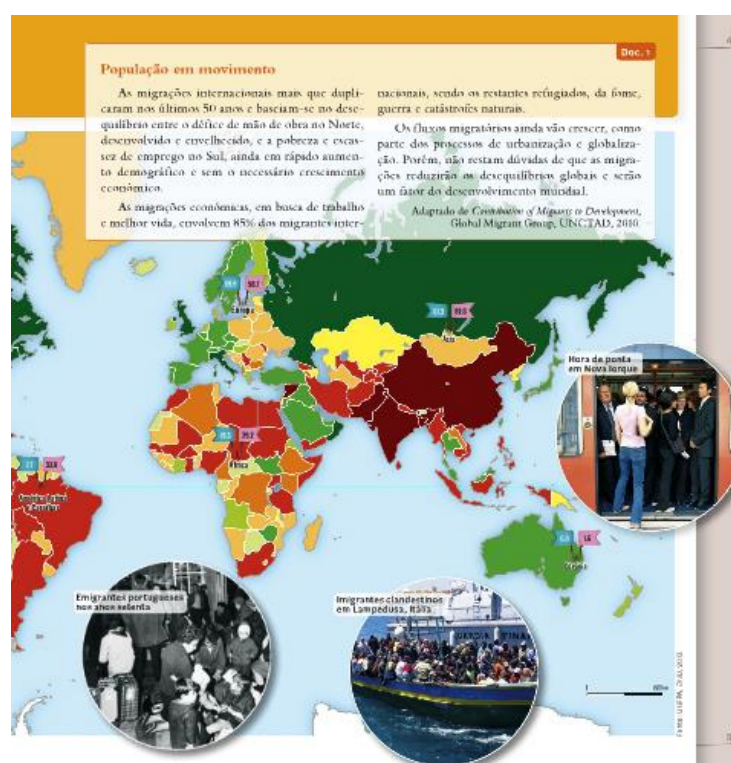 Doc. 1
População em movimento
As migrações internacionais mais que dupli-
caram nos últimos 50 anos e baseiam-se no dese-
quilíbrio entre o défice de mão de obra no Norte,
desenvolvido e envelhecido, e a pobreza e escas-
sez de emprego no Sul, ainda em rápido aumen-
to demográfico e sem o necessário crescimento
económico.
As migrações económicas, em busca de trabalho
e melhor vida, envolvem 85% dos migrantes inter-
nacionais, sendo os restantes refugiados, da fome,
guerra e catástrofes naturais.
Os fluxos migratórios ainda vão crescer, como
parte dos processos de urbanização e globaliza-
ção. Porém, não restam dúvidas de que as migra-
ções reduzirão os desequilíbrios globais e serão
um fator do desenvolvimento mundial.
Adaptado de Contribution of Migrants to Development,
Global Migrant Group, UNCTAD, 2010.
Europa
Ásia
Hora de ponta
em Nova Iorque
África
América Latina
e Caraíbas
Emigrantes portugueses
nos anos setenta
Imigrantes clandestinos
em Lampedusa, Itália
GUARDIA FINAN